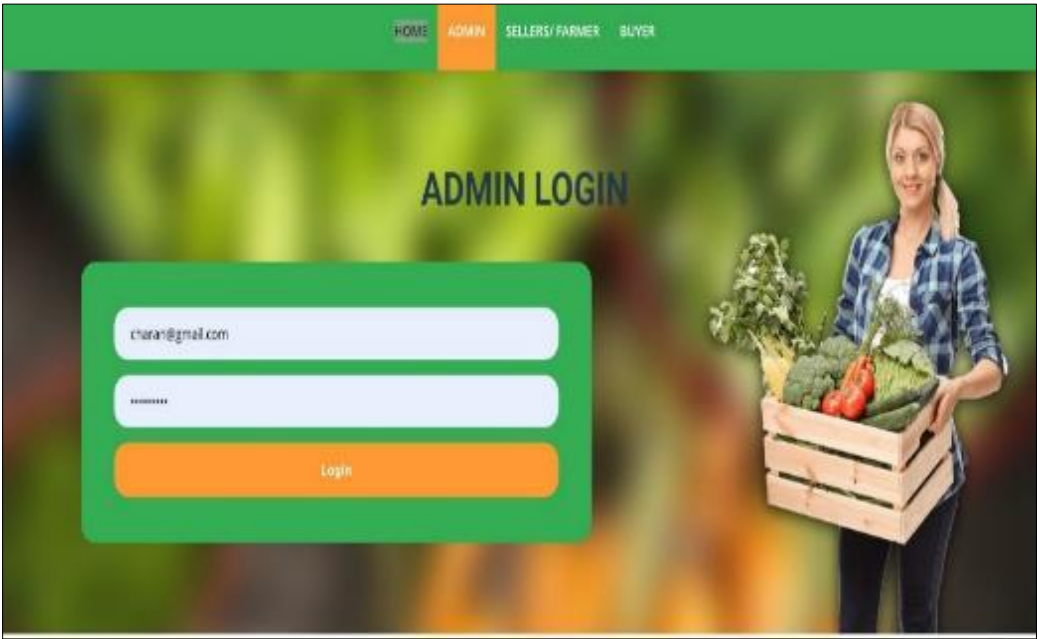 HOME ADMIN SELLERS/ FARMER BUYER
ADMIN LOGIN
charan@gmail.com
•••••••••
Login